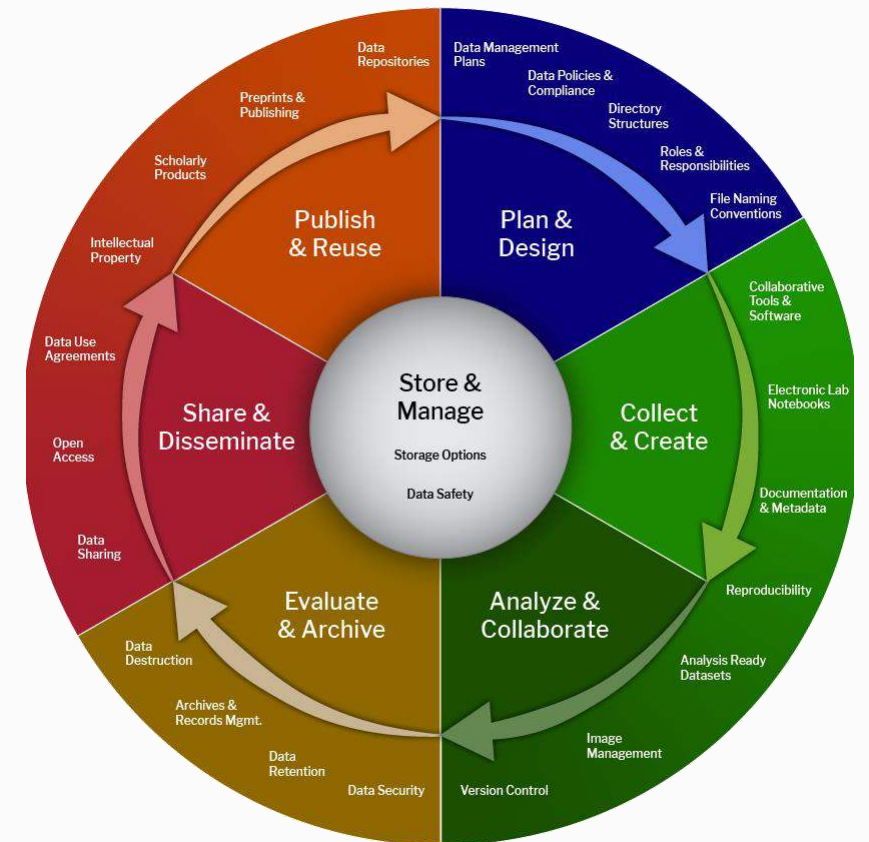 Data
Repositories
Data Management
Plans
Data Policies &
Compliance
Directory
Structures
Roles &
Responsibilities
File Naming
Conventions
Preprints &
Publishing
Scholarly
Products
Intellectual
Property
Publish
& Reuse
Plan &
Design
Collaborative
Tools &
Software
Electronic Lab
Notebooks
Documentation
& Metadata
Reproducibility
Collect
& Create
Store &
Manage
Storage Options
Data Safety
Share &
Disseminate
Data Use
Agreements
Open
Access
Data
Sharing
Evaluate
& Archive
Analyze &
Collaborate
Analysis Ready
Datasets
Image
Management
Version Control
Data
Destruction
Archives &
Records Mgmt.
Data
Retention
Data Security